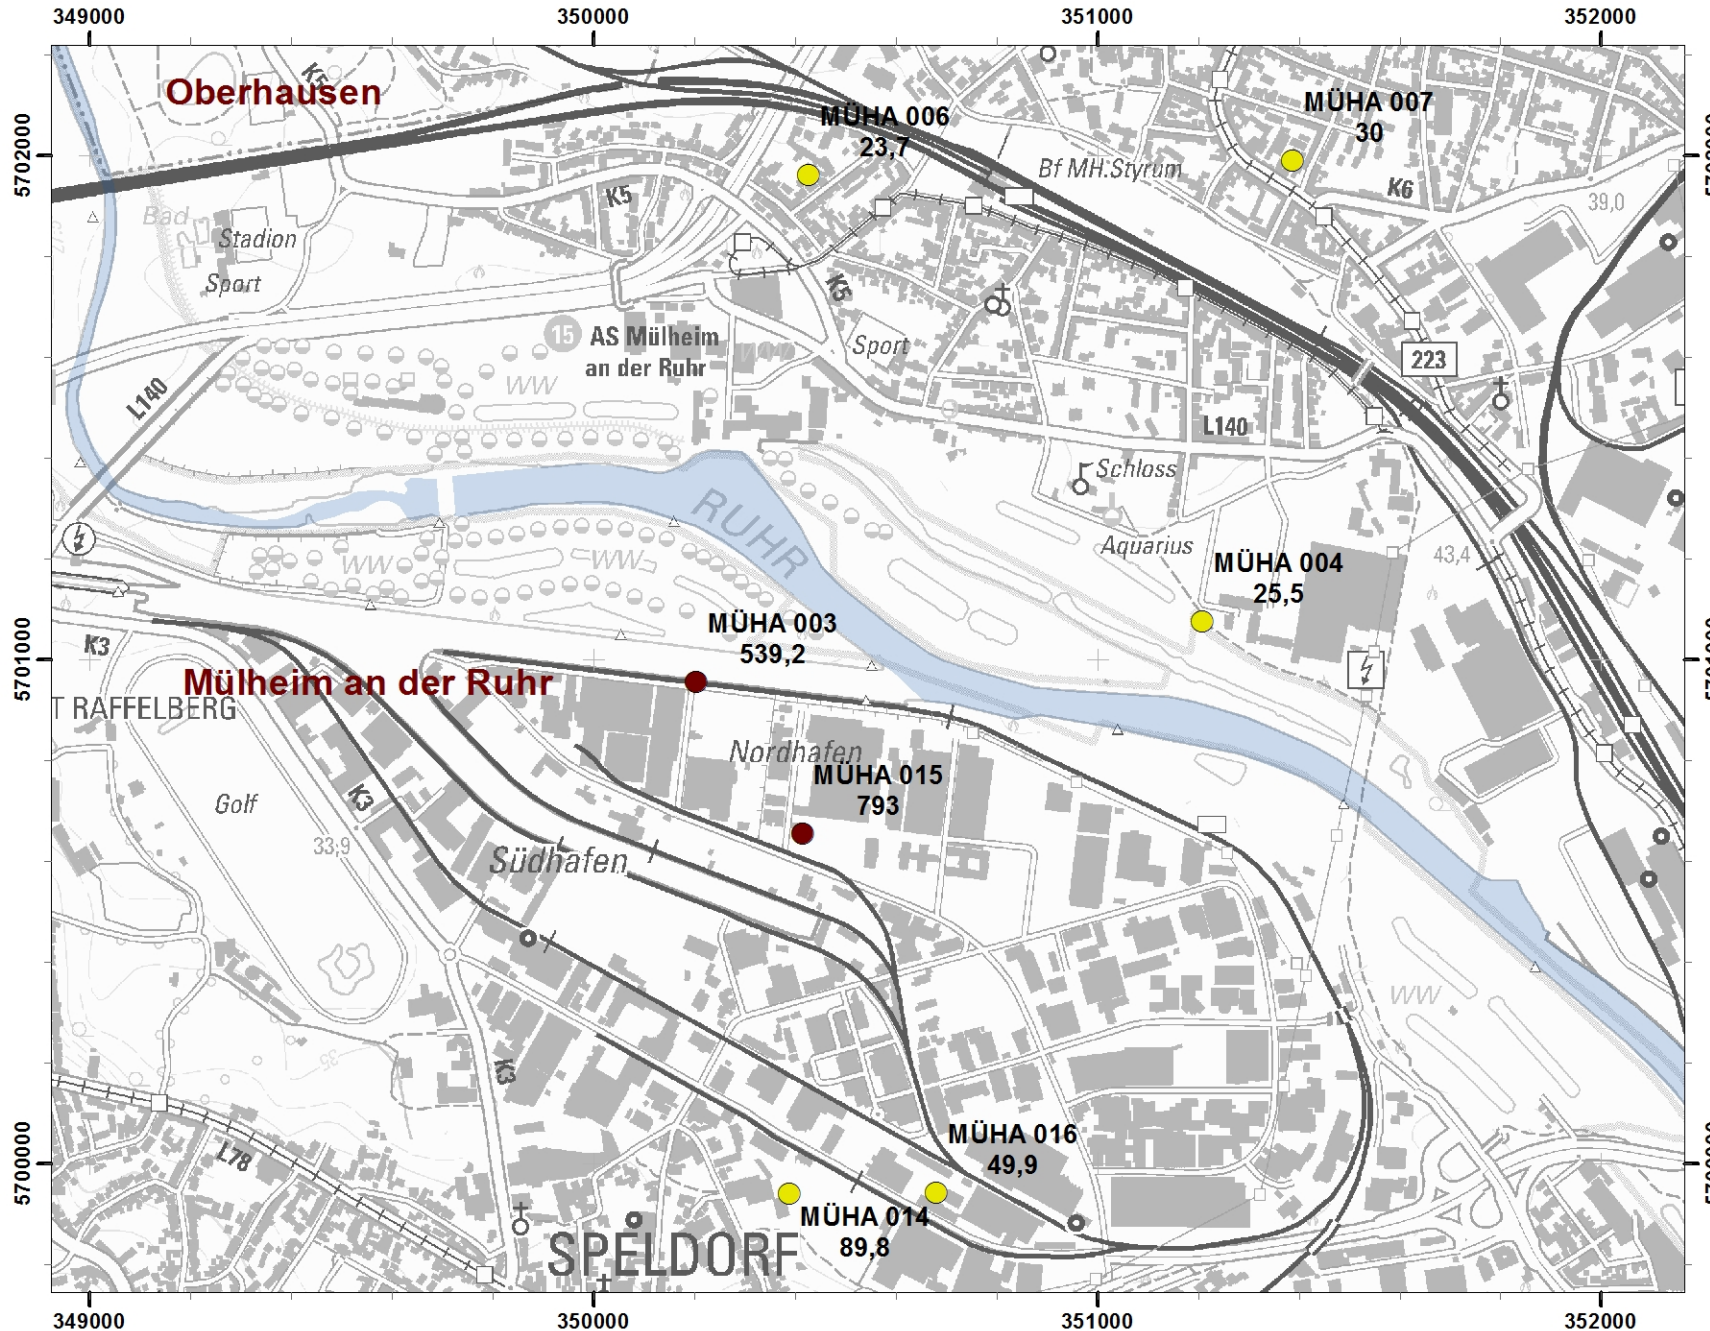 349000
350000
351000
352000
Oberhausen
K5
MÜHA 006
23,7
MÜHA 007
30
5702000
Bf MH.Styrum
K6
39,0
K5
Bad
Stadion
Sport
K5
15
AS Mülheim
an der Ruhr
WW
Sport
223
L140
WW
L140
Schloss
RUHR
Aquarius
43,4
MÜHA 004
25,5
WW
WW
MÜHA 003
539,2
5701000
K3
Mülheim an der Ruhr
T RAFFELBERG
Nordhafen
MÜHA 015
793
K3
Golf
33,9
Südhafen
WW
35
K3
MÜHA 016
49,9
5700000
L78
MÜHA 014
89,8
SPELDORF
349000
350000
351000
352000